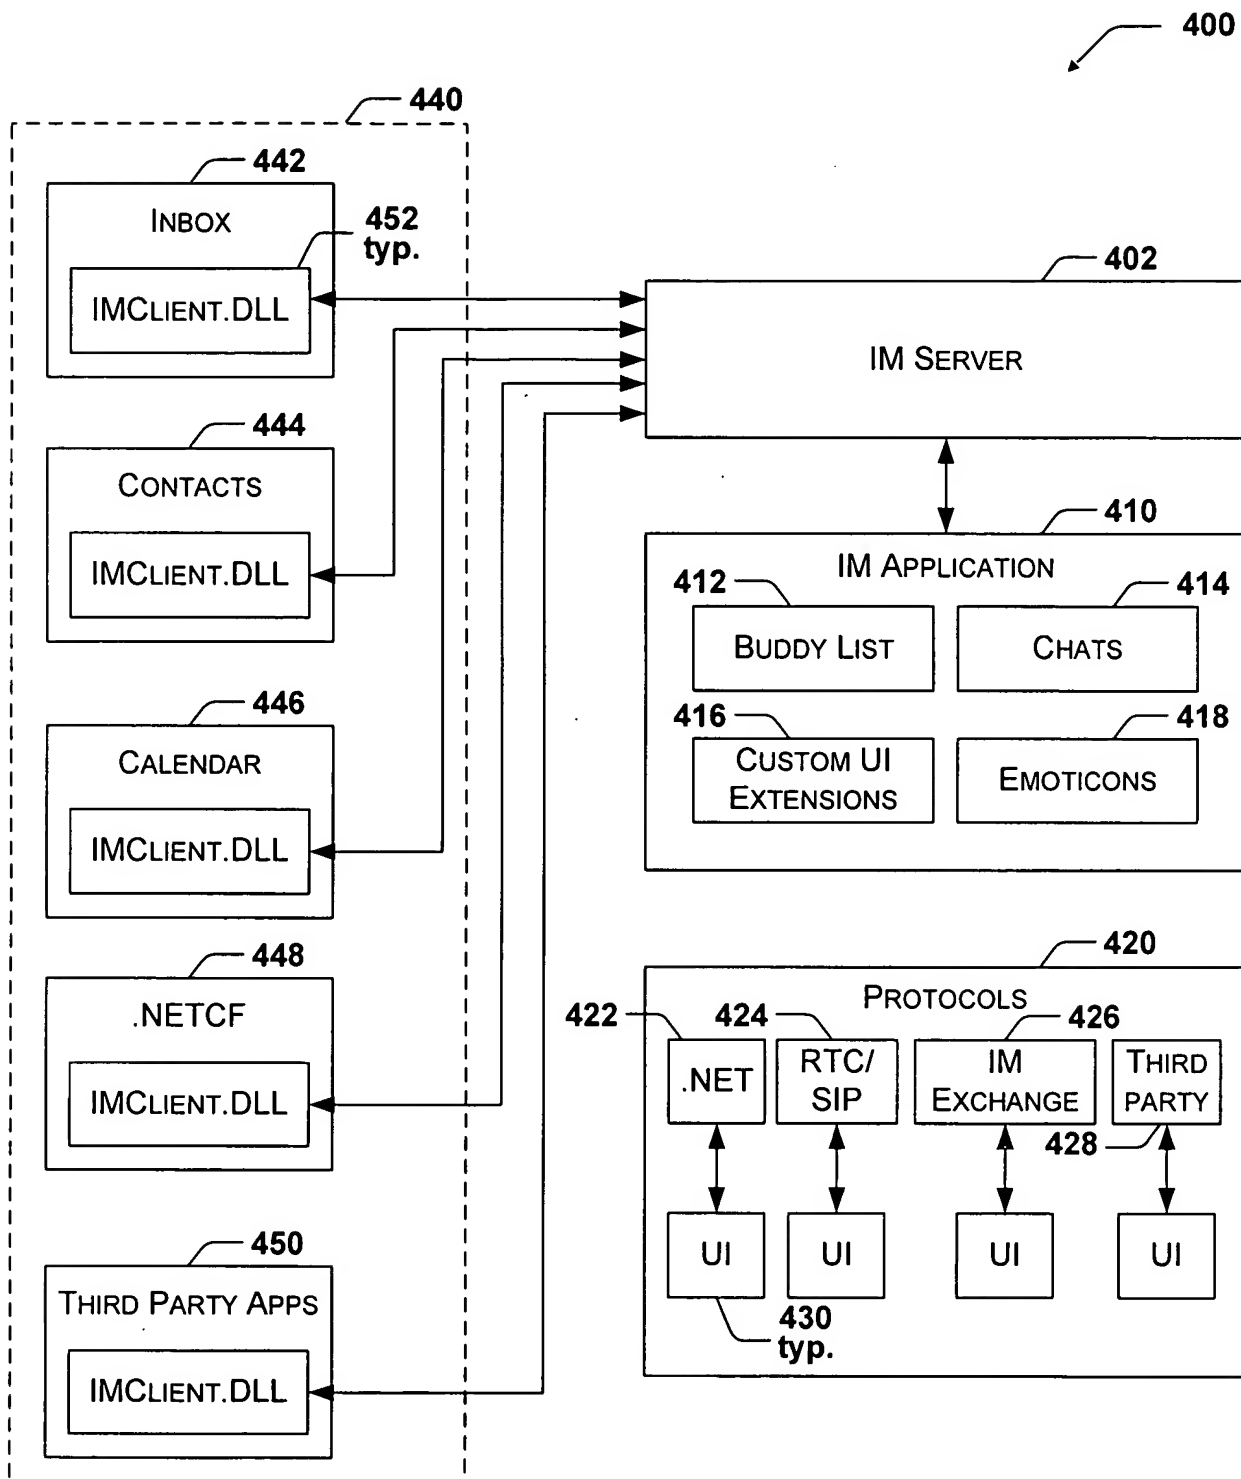 400
440
442
INBOX
452
typ.
IMCLIENT.DLL
402
IM SERVER
444
CONTACTS
IMCLIENT.DLL
410
IM APPLICATION
412
BUDDY LIST
414
CHATS
416
CUSTOM UI
EXTENSIONS
418
EMOTICONS
446
CALENDAR
IMCLIENT.DLL
448
.NETCF
IMCLIENT.DLL
420
PROTOCOLS
422
.NET
424
RTC/
SIP
426
IM
EXCHANGE
THIRD
PARTY
428
UI
UI
UI
UI
430
typ.
450
THIRD PARTY APPS
IMCLIENT.DLL